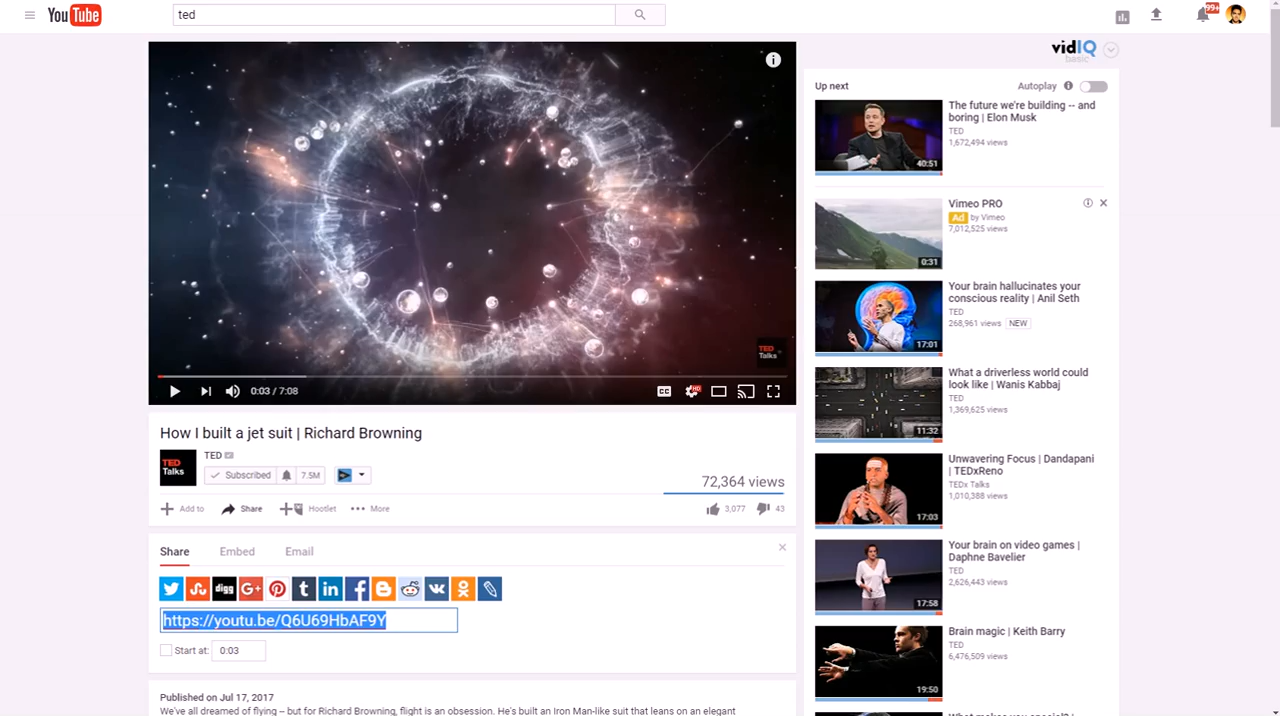 YouTube
ted
99+
vidIQ
basic
Up next
Autoplay
The future we're building -- and
boring | Elon Musk
TED
1,672,494 views
40:51
Vimeo PRO
Ad by Vimeo
7,012,525 views
0:31
Your brain hallucinates your
conscious reality | Anil Seth
TED
268,961 views NEW
17:01
What a driverless world could
look like | Wanis Kabbaj
TED
1,369,625 views
11:32
Unwavering Focus | Dandapani
| TEDxReno
TEDx Talks
1,010,388 views
17:03
Your brain on video games |
Daphne Bavelier
TED
2,626,443 views
17:58
Brain magic | Keith Barry
TED
6,476,509 views
19:50
TED
Talks
0:03 / 7:08
CC
HD
How I built a jet suit | Richard Browning
TED
Talks
TED
Subscribed 7.5M
72,364 views
Add to Share Hootlet More
3,077 43
Share Embed Email
digg
https://youtu.be/Q6U69HbAF9Y
Start at: 0:03
Published on Jul 17, 2017
We've all dreamed of flying – but for Richard Browning, flight is an obsession. He's built an Iron Man-like suit that leans on an elegant